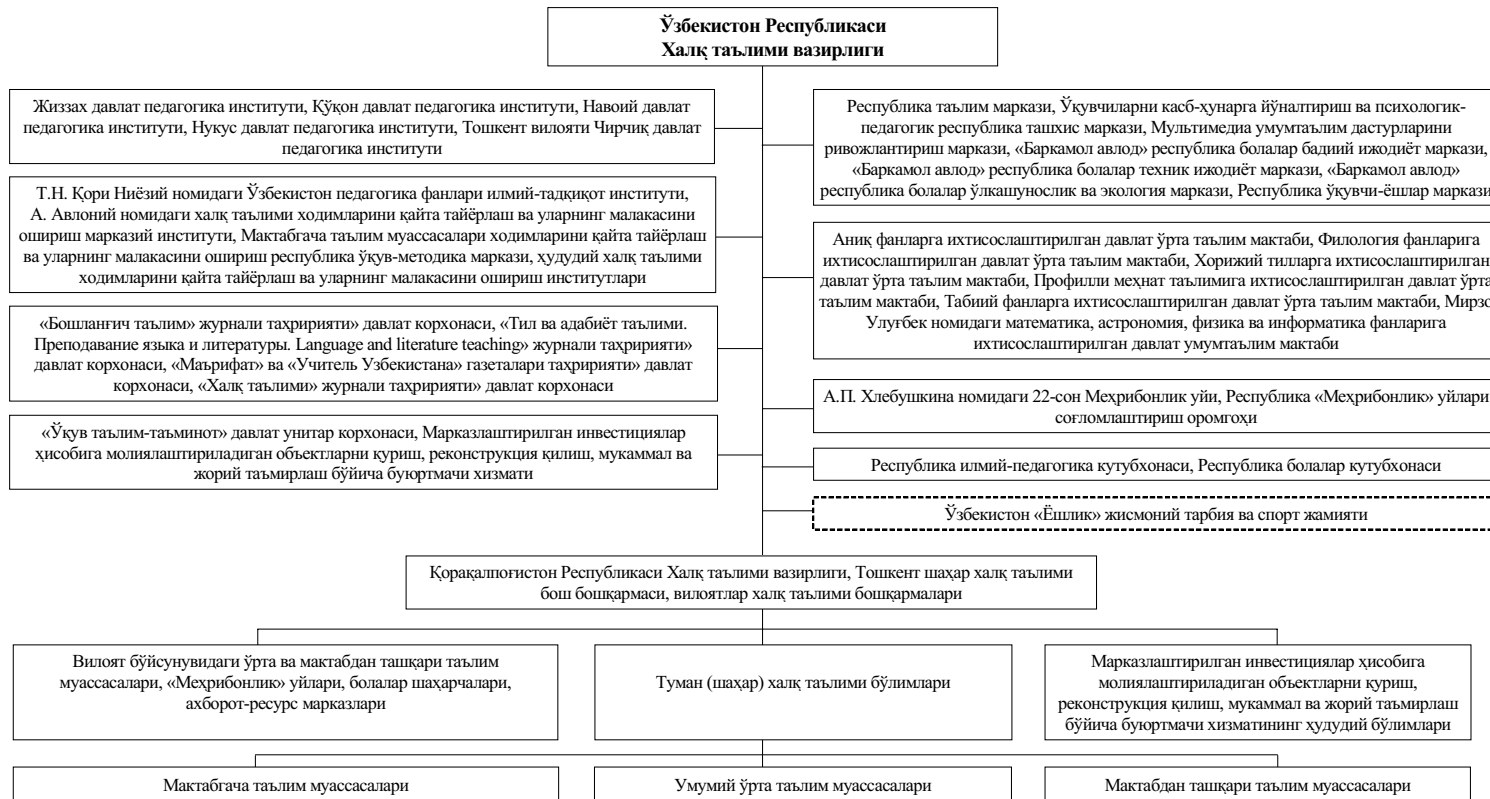 Ўзбекистон Республикаси
Халқ таълими вазирлиги
Жиззах давлат педагогика институти, Қўқон давлат педагогика институти, Навоий давлат
педагогика институти, Нукус давлат педагогика институти, Тошкент вилояти Чирчиқ давлат
педагогика институти
Т.Н. Қори Ниёзий номидаги Ўзбекистон педагогика фанлари илмий-тадқиқот институти,
А. Авлоний номидаги халқ таълими ходимларини қайта тайёрлаш ва уларнинг малакасини
ошириш марказий институти, Мактабгача таълим муассасалари ходимларини қайта тайёрлаш
ва уларнинг малакасини ошириш республика ўқув-методика маркази, ҳудудий халқ таълими
ходимларини қайта тайёрлаш ва уларнинг малакасини ошириш институтлари
«Бошланғич таълим» журнали таҳририяти» давлат корхонаси, «Тил ва адабиёт таълими.
Преподавание языка и литературы. Language and literature teaching» журнали таҳририяти»
давлат корхонаси, «Маърифат» ва «Учитель Узбекистана» газеталари таҳририяти» давлат
корхонаси, «Халқ таълими» журнали таҳририяти» давлат корхонаси
«Ўқув таълим-таъминот» давлат унитар корхонаси, Марказлаштирилган инвестициялар
ҳисобига молиялаштириладиган объектларни қуриш, реконструкция қилиш, мукаммал ва
жорий таъмирлаш бўйича буюртмачи хизмати
Республика таълим маркази, Ўқувчиларни касб-ҳунарга йўналтириш ва психологик-
педагогик республика ташхис маркази, Мультимедиа умумтаълим дастурларини
ривожлантириш маркази, «Баркамол авлод» республика болалар бадиий ижодиёт маркази,
«Баркамол авлод» республика болалар техник ижодиёт маркази, «Баркамол авлод»
республика болалар ўлкашунослик ва экология маркази, Республика ўқувчи-ёшлар маркази
Аниқ фанларга ихтисослаштирилган давлат ўрта таълим мактаби, Филология фанларига
ихтисослаштирилган давлат ўрта таълим мактаби, Хорижий тилларга ихтисослаштирилган
давлат ўрта таълим мактаби, Профилли меҳнат таълимига ихтисослаштирилган давлат ўрта
таълим мактаби, Табиий фанларга ихтисослаштирилган давлат ўрта таълим мактаби, Мирзо
Улуғбек номидаги математика, астрономия, физика ва информатика фанларига
ихтисослаштирилган давлат умумтаълим мактаби
А.П. Хлебушкина номидаги 22-сон Меҳрибонлик уйи, Республика «Меҳрибонлик» уйлари
соғломлаштириш оромгоҳи
Республика илмий-педагогика кутубхонаси, Республика болалар кутубхонаси
Ўзбекистон «Ёшлик» жисмоний тарбия ва спорт жамияти
Қорақалпоғистон Республикаси Халқ таълими вазирлиги, Тошкент шаҳар халқ таълими
бош бошқармаси, вилоятлар халқ таълими бошқармалари
Вилоят бўйсунувидаги ўрта ва мактабдан ташқари таълим
муассасалари, «Меҳрибонлик» уйлари, болалар шаҳарчалари,
ахборот-ресурс марказлари
Туман (шаҳар) халқ таълими бўлимлари
Марказлаштирилган инвестициялар ҳисобига
молиялаштириладиган объектларни қуриш,
реконструкция қилиш, мукаммал ва жорий таъмирлаш
бўйича буюртмачи хизматининг ҳудудий бўлимлари
Мактабгача таълим муассасалари
Умумий ўрта таълим муассасалари
Мактабдан ташқари таълим муассасалари